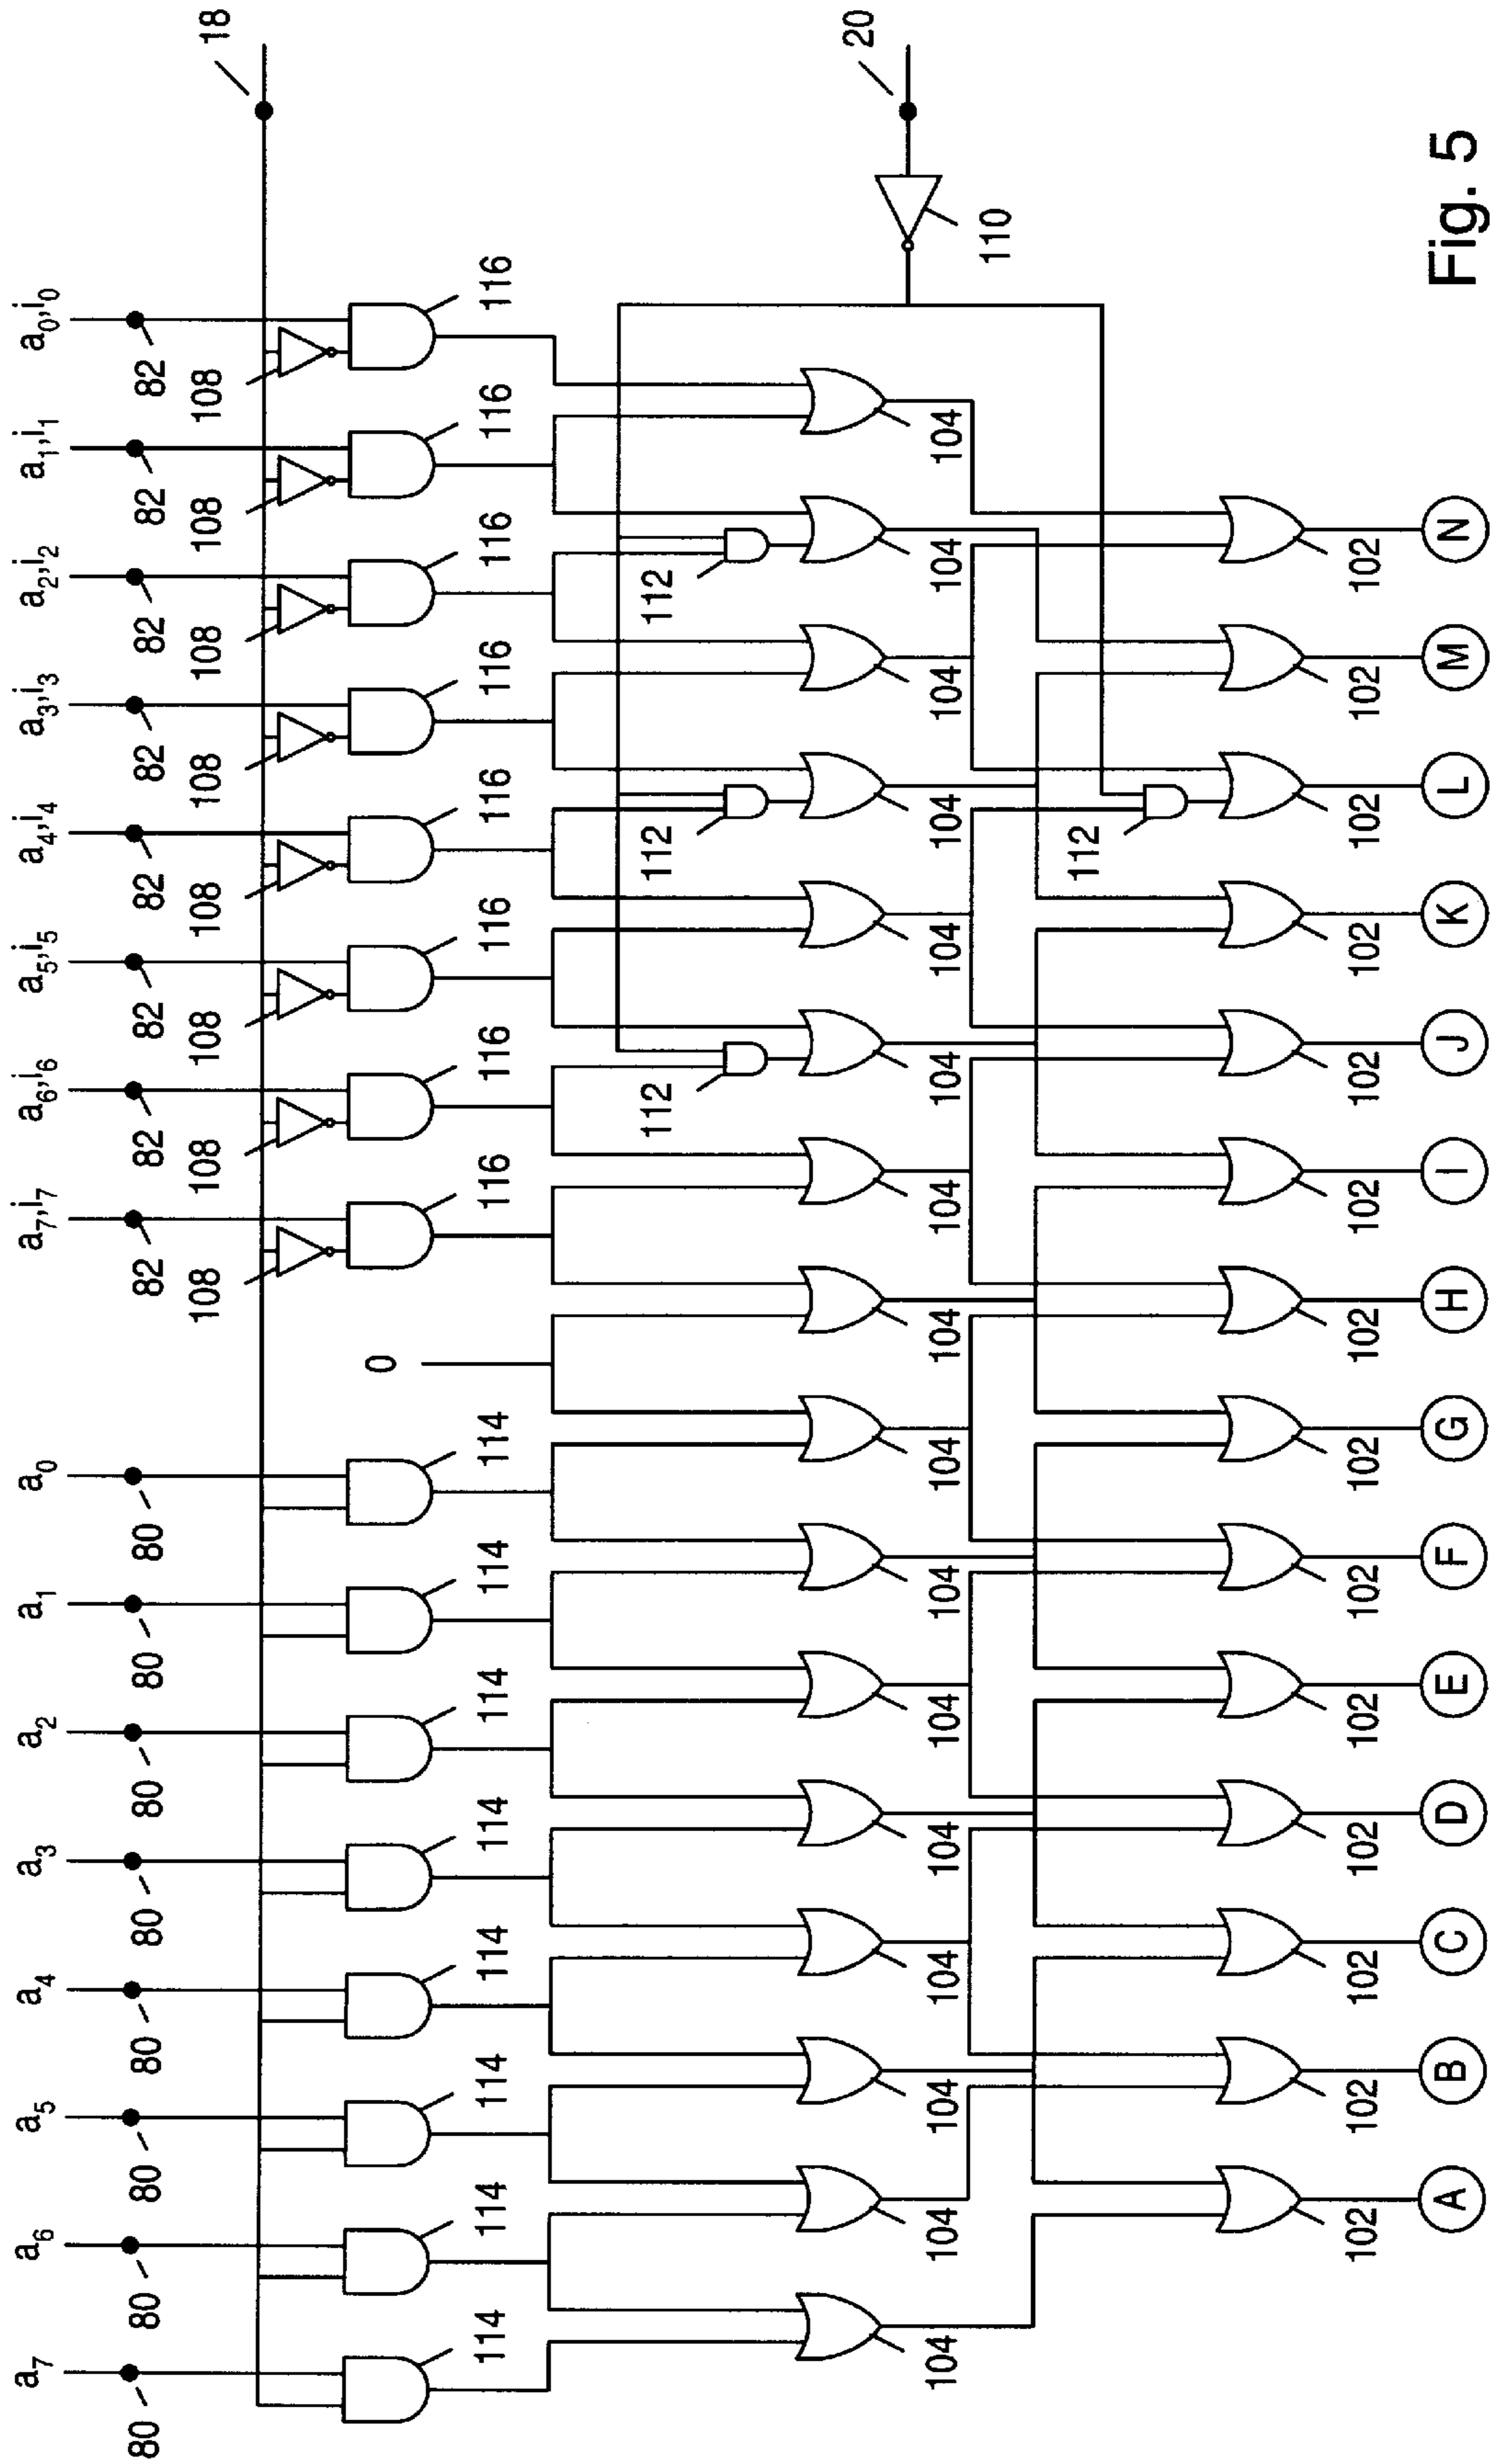 a7 a6 a5 a4 a3 a2 a1 a0 a7,i7 a6,i6 a5,i5 a4,i4 a3,i3 a2,i2 a1,i1 a0,i0
80 80 80 80 80 80 80 80 82 82 82 82 82 82 82 82
108 108 108 108 108 108 108 108 18
0
114 114 114 114 114 114 114 114 116 116 116 116 116 116 116 116
112 112 112
20
104 104 104 104 104 104 104 104 104 104 104 104 104 104 104 104
110
112
102 102 102 102 102 102 102 102 102 102 102 102 102 102
A B C D E F G H I J K L M N
Fig. 5